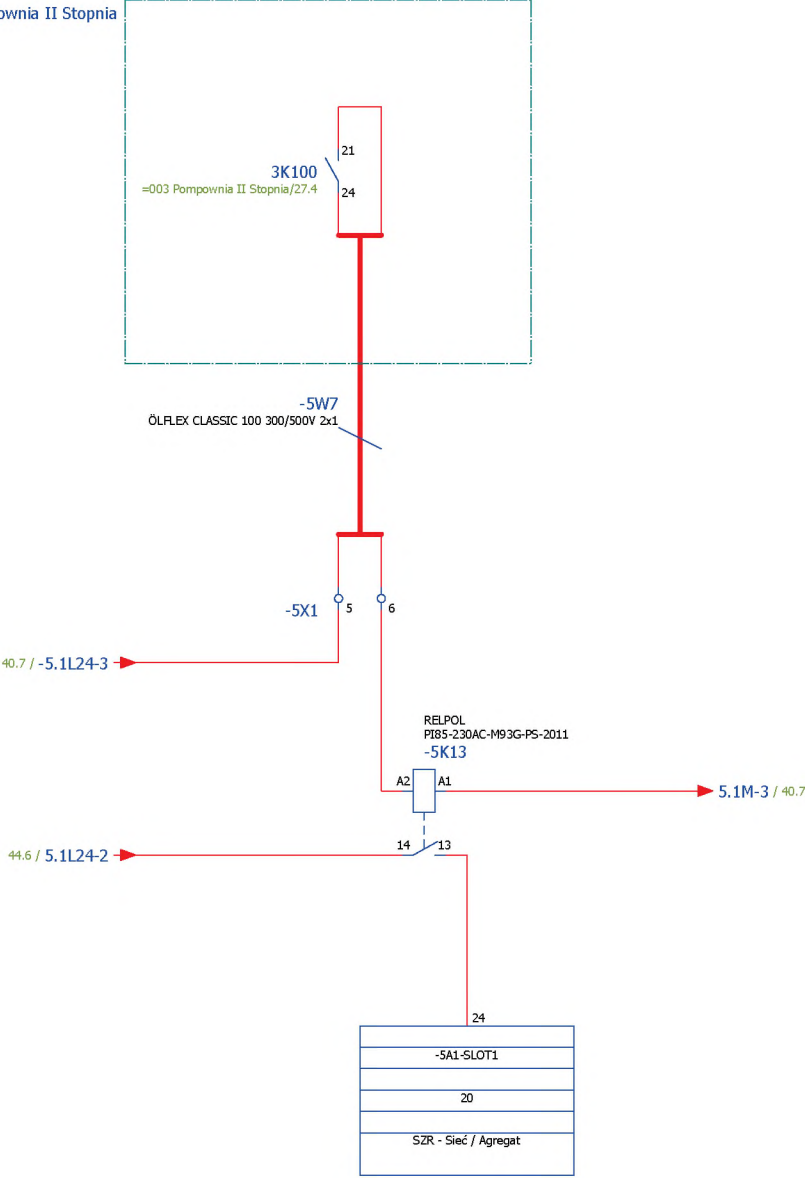 ownia II Stopnia
21
3K100
=003 Pompownia II Stopnia/27.4
24
-5W7
ÖLFLEX CLASSIC 100 300/500V 2x1
-5X1
5
6
40.7 / -5.1L24-3
RELPOL
PI85-230AC-M93G-PS-2011
-5K13
A2
A1
5.1M-3 / 40.7
14
13
44.6 / 5.1L24-2
24
-5A1-SLOT1
20
SZR - Sieć / Agregat